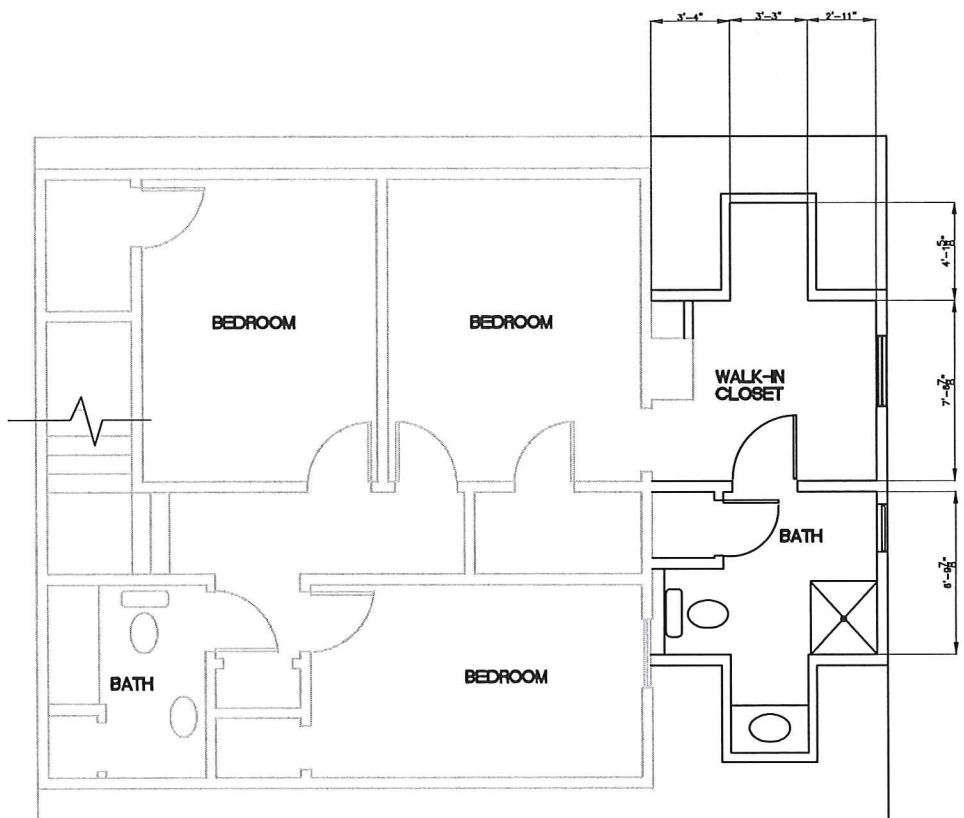 3'-4"
3'-3"
2'-11"
BEDROOM
BEDROOM
WALK-IN
CLOSET
BATH
BATH
BEDROOM